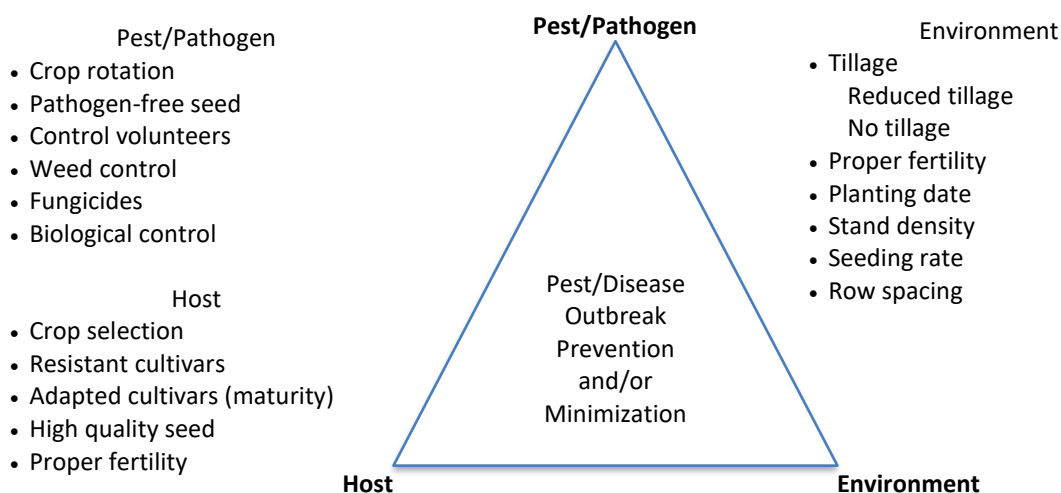 Pest/Pathogen
• Crop rotation
• Pathogen-free seed
• Control volunteers
• Weed control
• Fungicides
• Biological control
Host
• Crop selection
• Resistant cultivars
• Adapted cultivars (maturity)
• High quality seed
• Proper fertility
Pest/Pathogen
Pest/Disease
Outbreak
Prevention
and/or
Minimization
Host
Environment
Environment
• Tillage
Reduced tillage
No tillage
• Proper fertility
• Planting date
• Stand density
• Seeding rate
• Row spacing